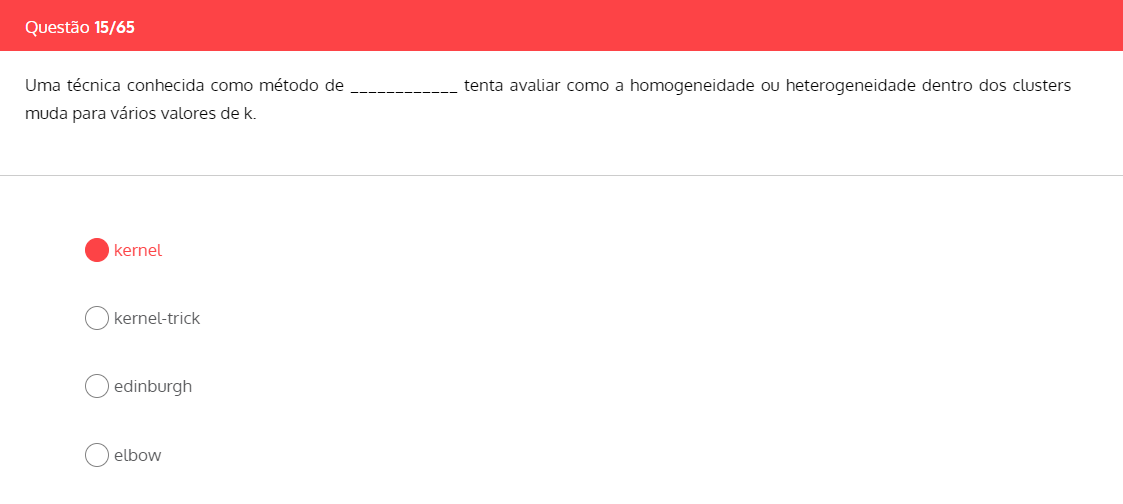 Questão 15/65
Uma técnica conhecida como método de ____________ tenta avaliar como a homogeneidade ou heterogeneidade dentro dos clusters
muda para vários valores de k.
kernel
kernel-trick
edinburgh
elbow